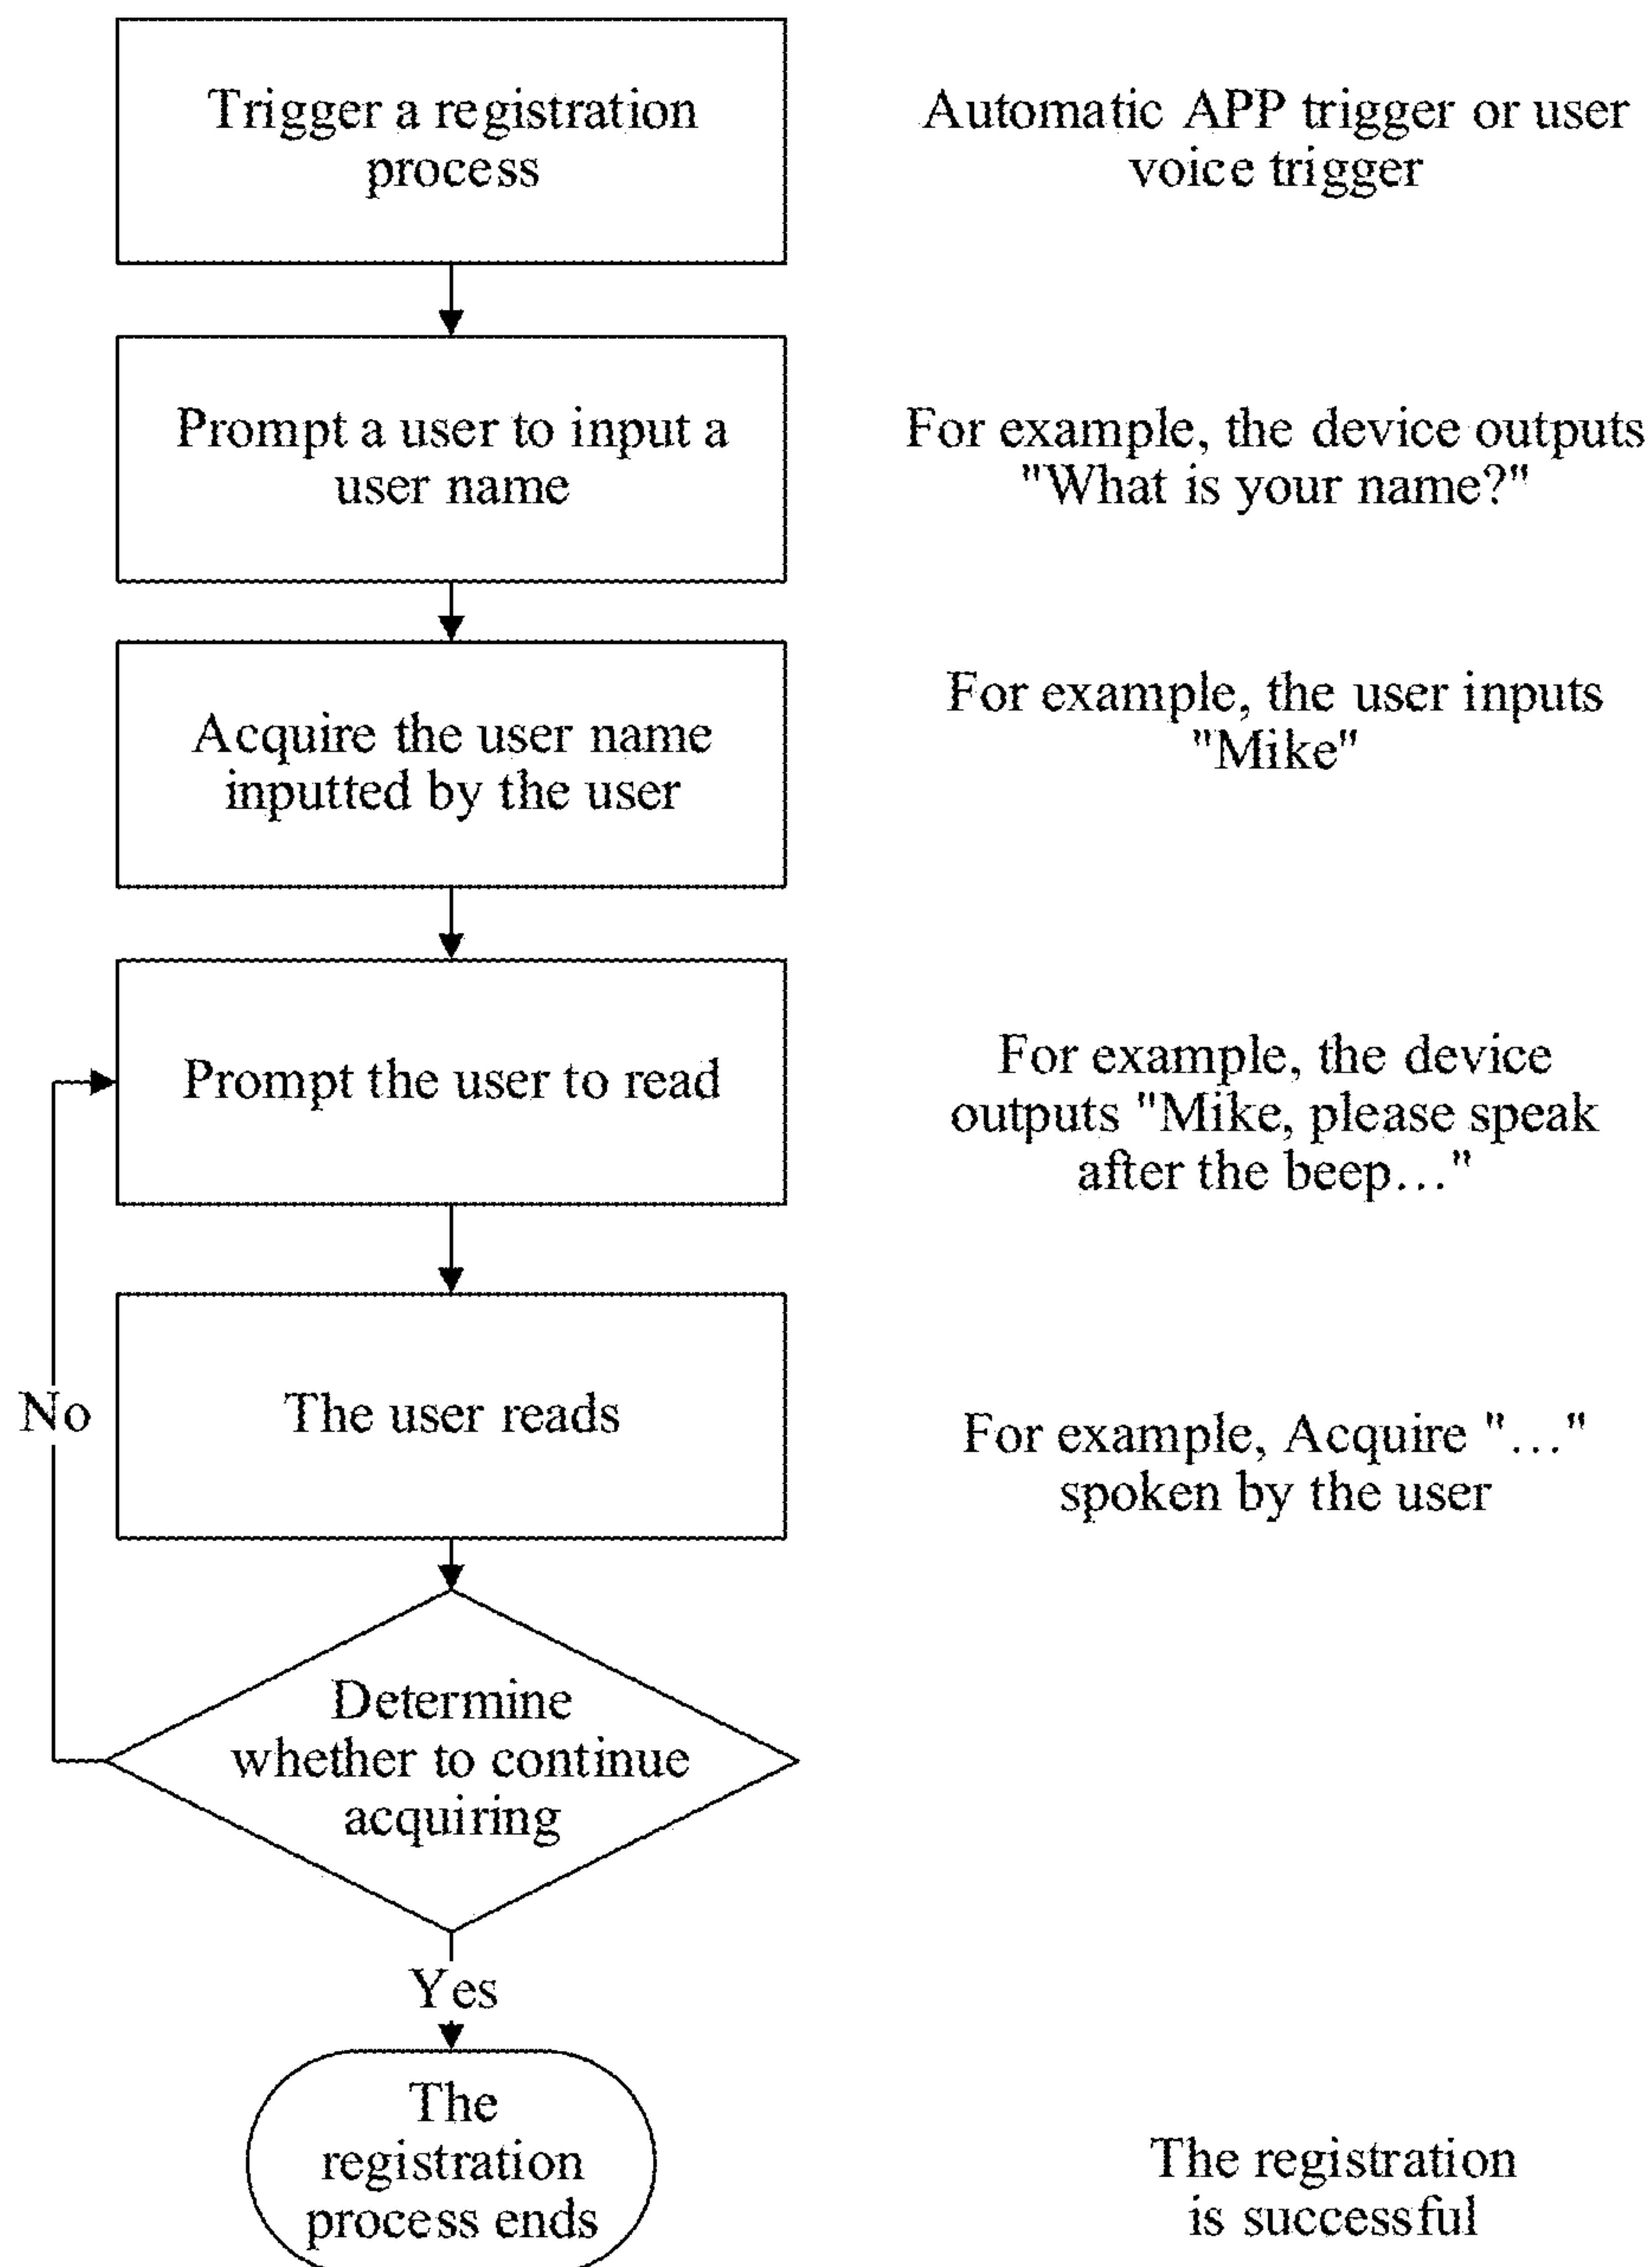 Trigger a registration
process
Automatic APP trigger or user
voice trigger
Prompt a user to input a
user name
For example, the device outputs
"What is your name?"
Acquire the user name
inputted by the user
For example, the user inputs
"Mike"
Prompt the user to read
For example, the device
outputs "Mike, please speak
after the beep…"
The user reads
For example, Acquire "…"
spoken by the user
No
Determine
whether to continue
acquiring
Yes
The
registration
process ends
The registration
is successful